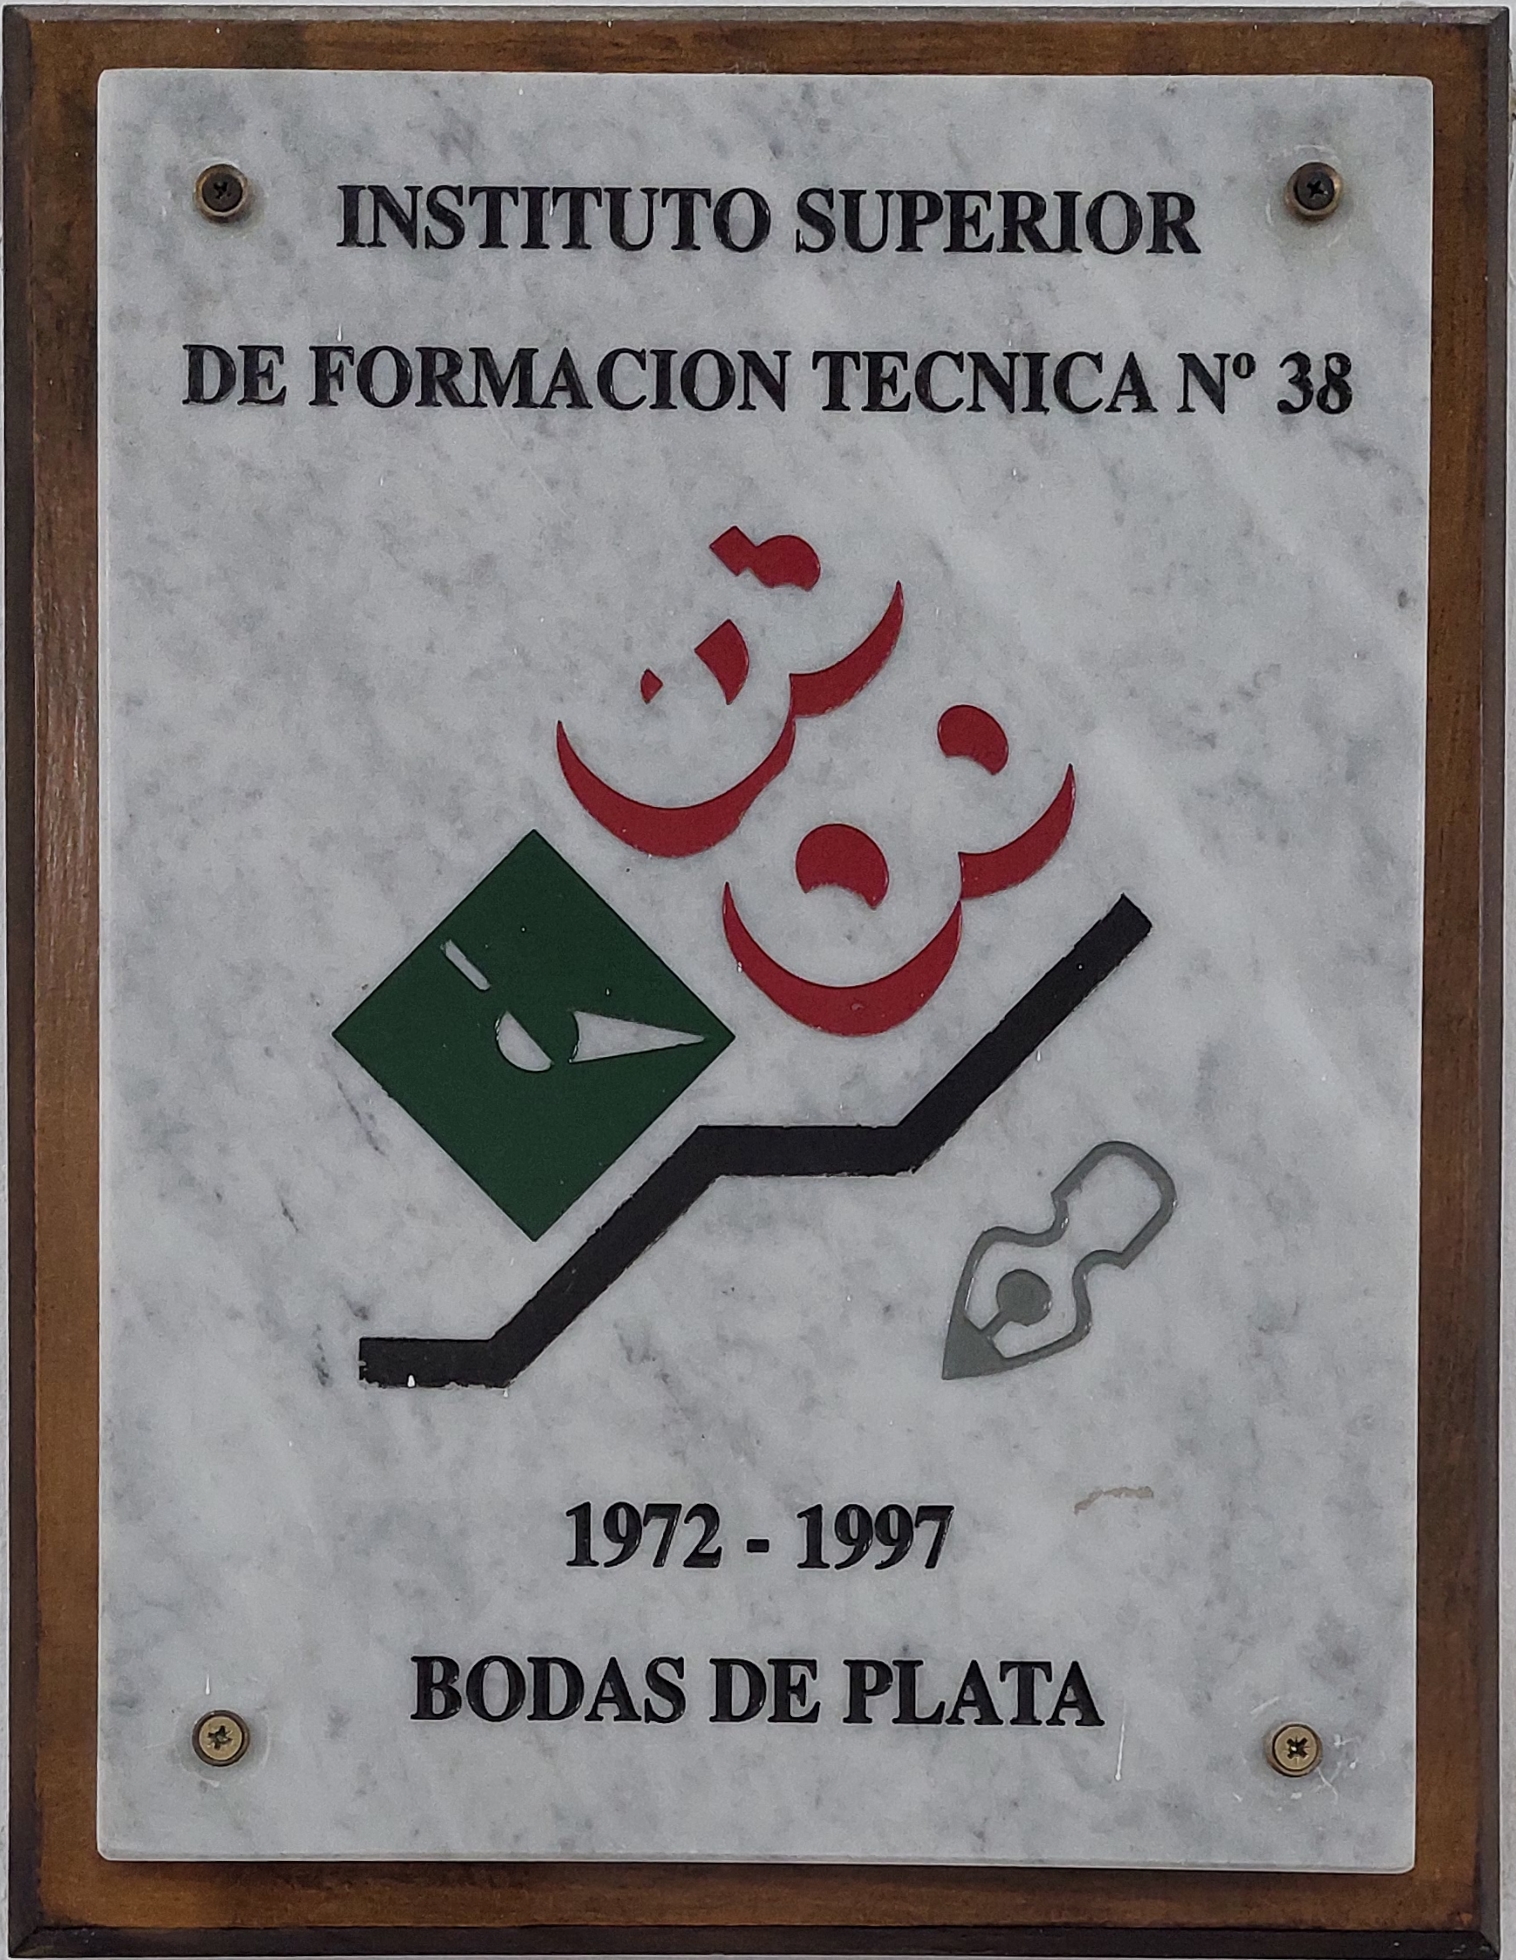 INSTITUTO SUPERIOR
DE FORMACION TECNICA Nº 38
1972 - 1997
BODAS DE PLATA